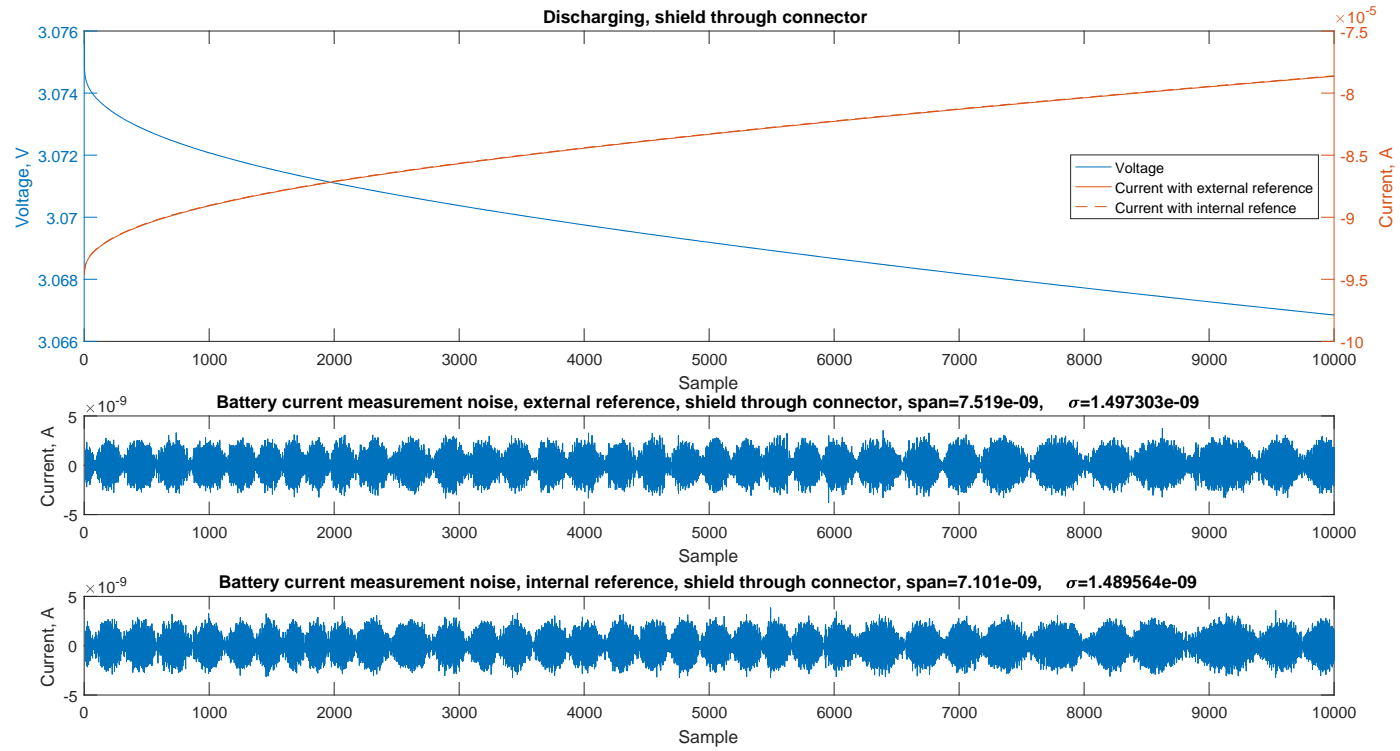 Discharging, shield through connector
×10-5
3.076
3.074
3.072
3.07
3.068
3.066
Voltage, V
-7.5
-8
-8.5
-9
-9.5
-10
Current, A
Voltage
Current with external reference
Current with internal refence
0 1000 2000 3000 4000 5000 6000 7000 8000 9000 10000
Sample
×10-9
Battery current measurement noise, external reference, shield through connector, span=7.519e-09, σ=1.497303e-09
5
0
-5
Current, A
0 1000 2000 3000 4000 5000 6000 7000 8000 9000 10000
Sample
×10-9
Battery current measurement noise, internal reference, shield through connector, span=7.101e-09, σ=1.489564e-09
5
0
-5
Current, A
0 1000 2000 3000 4000 5000 6000 7000 8000 9000 10000
Sample